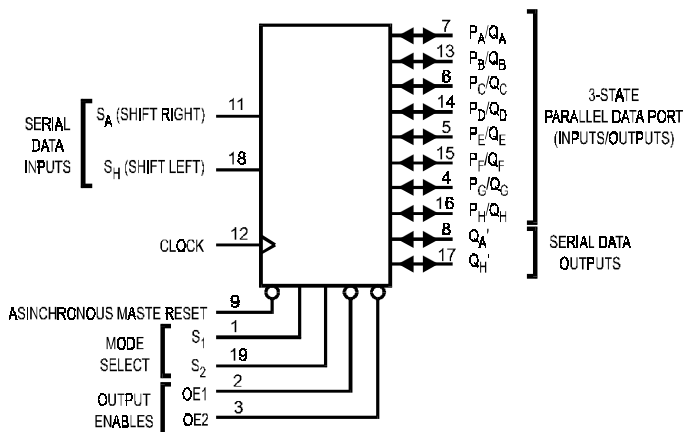 SERIAL
DATA
INPUTS
SA (SHIFT RIGHT)
11
SH (SHIFT LEFT)
18
CLOCK
12
ASINCHRONOUS MASTE RESET
9
MODE
SELECT
S1
1
S2
19
OUTPUT
ENABLES
OE1
2
OE2
3
7 PA/QA
13 PB/QB
6 PC/QC
14 PD/QD
5 PE/QE
15 PF/QF
4 PG/QG
16 PH/QH
8 QA'
17 QH'
3-STATE
PARALLEL DATA PORT
(INPUTS/OUTPUTS)
SERIAL DATA
OUTPUTS